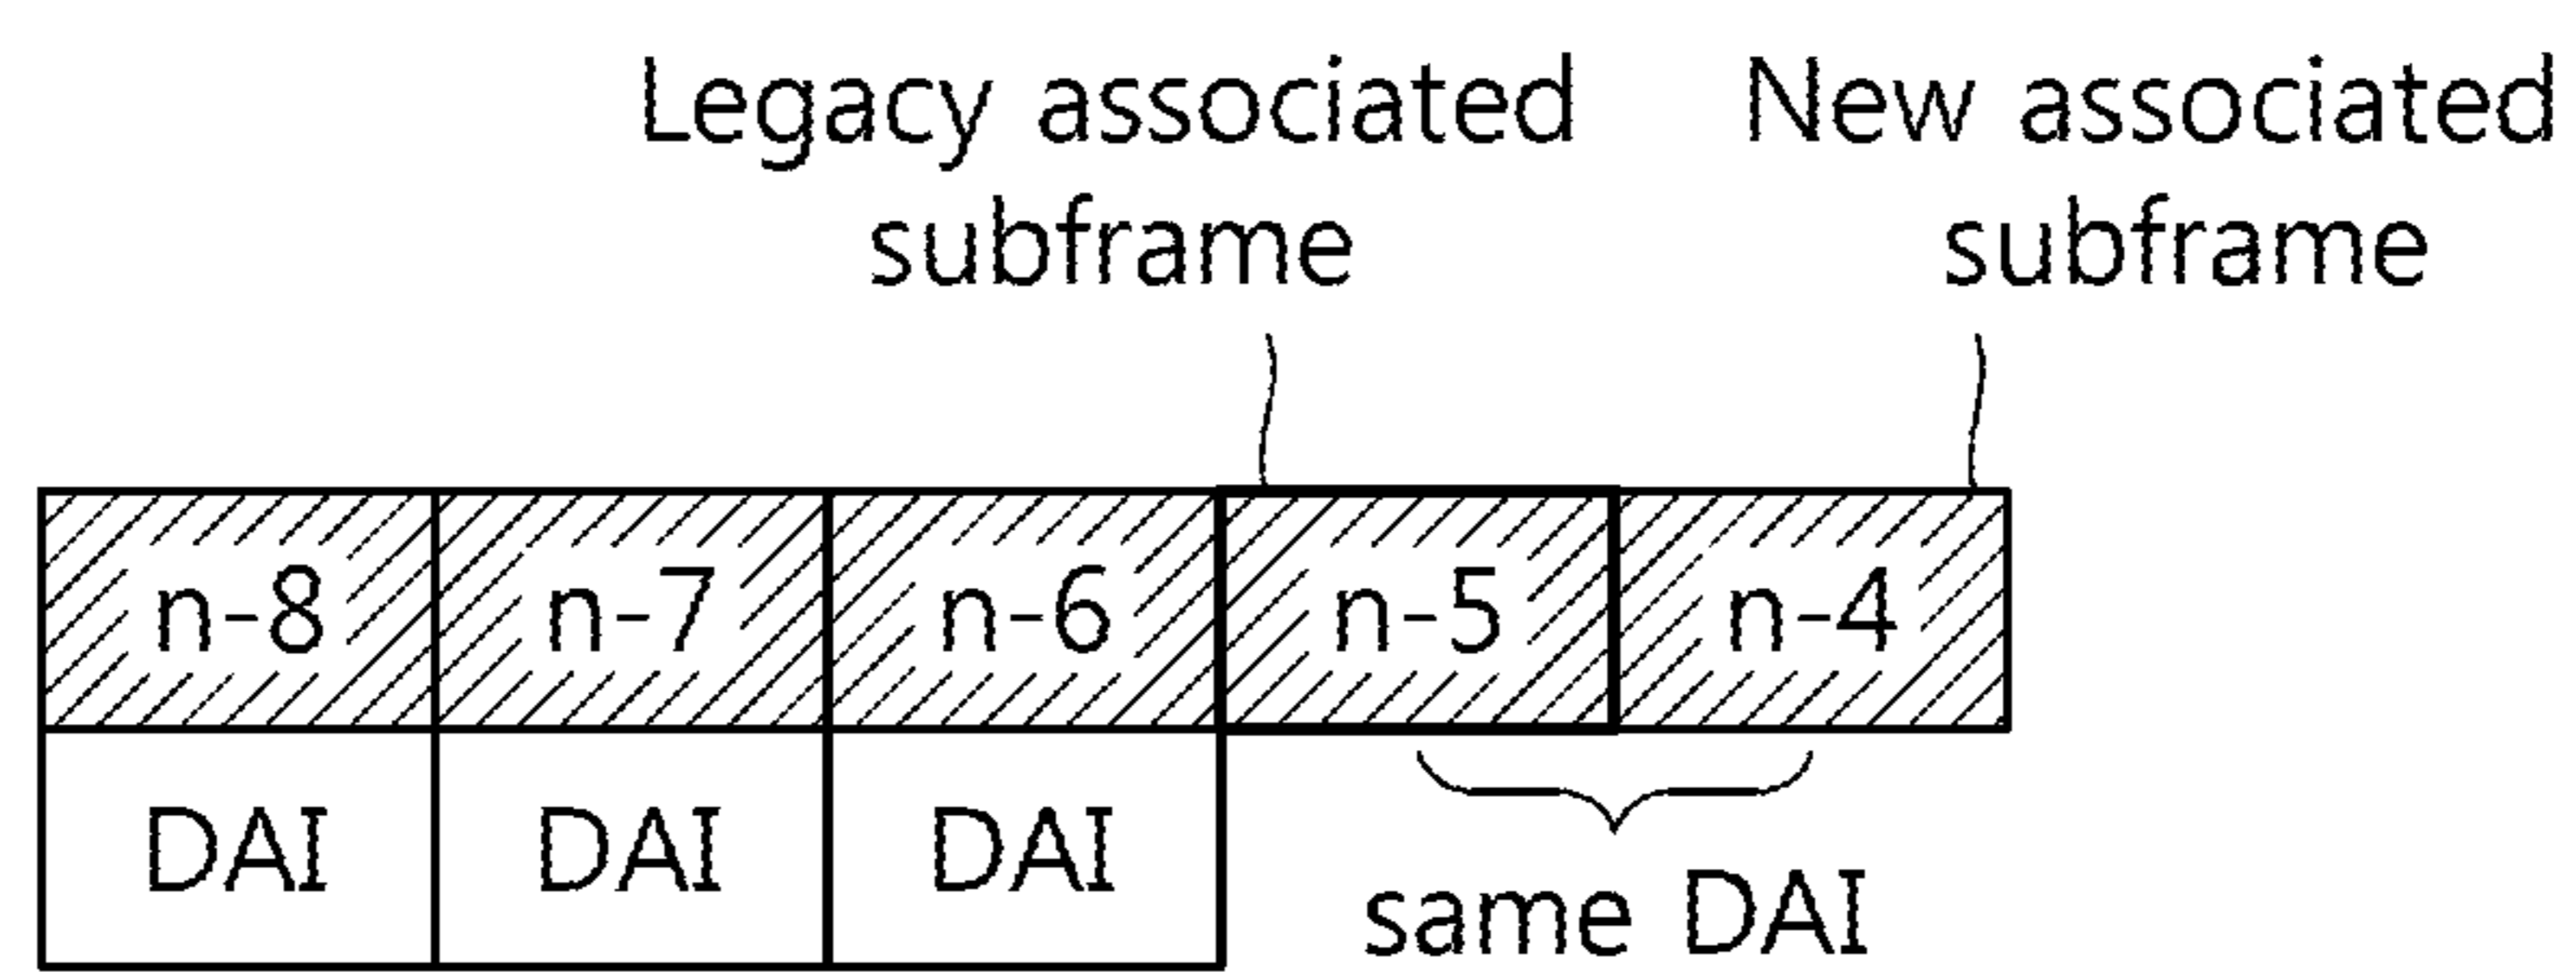 Legacy associated
subframe
New associated
subframe
n-8 n-7 n-6 n-5 n-4
DAI DAI DAI
same DAI